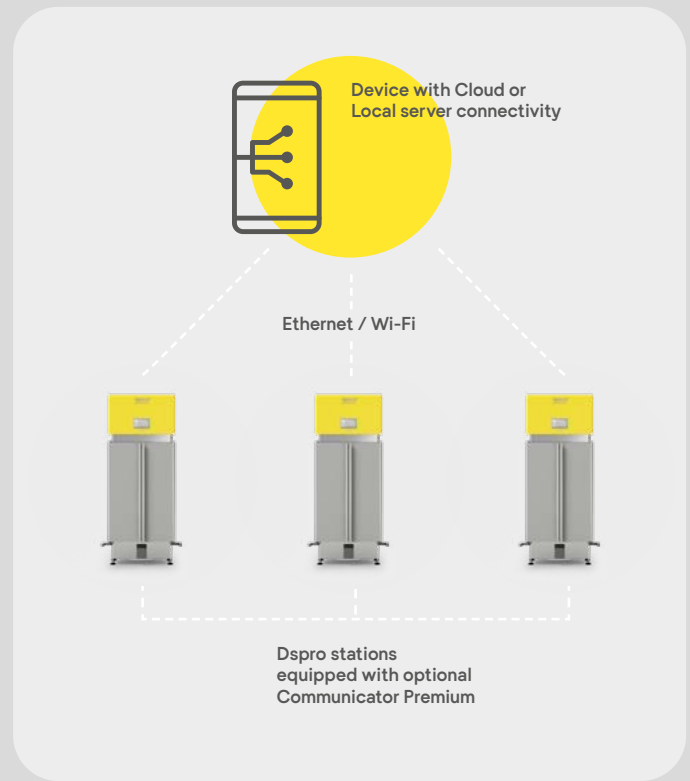 Device with Cloud or
Local server connectivity
Ethernet / Wi-Fi
Dspro stations
equipped with optional
Communicator Premium